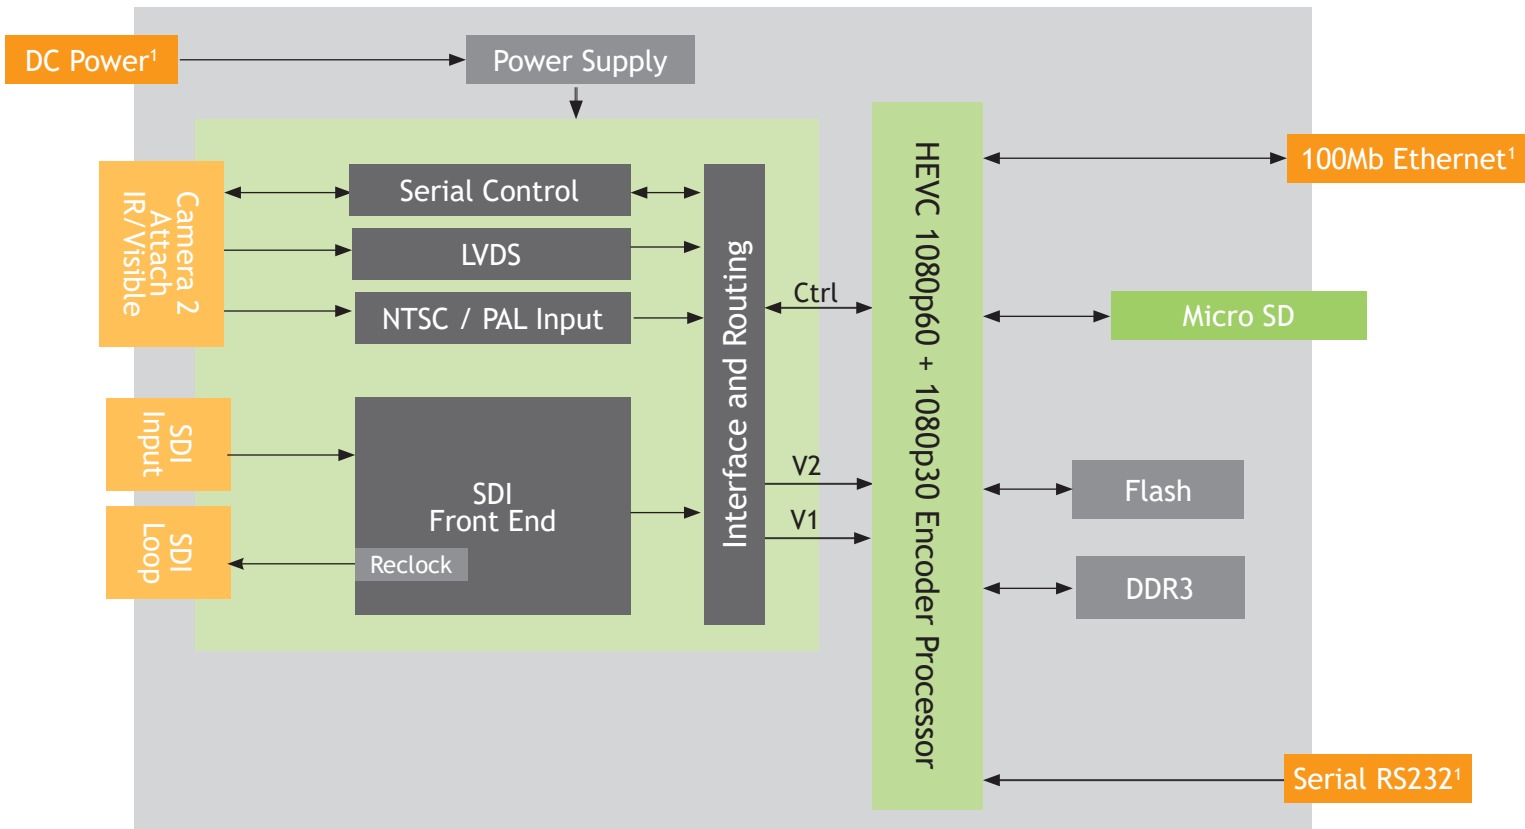 DC Power¹
Power Supply
Camera 2
Attach
IR/Visible
Serial Control
LVDS
NTSC / PAL Input
SDI
Input
SDI
Loop
SDI
Front End
Reclock
Interface and Routing
Ctrl
V2
V1
HEVC 1080p60 + 1080p30 Encoder Processor
100Mb Ethernet¹
Micro SD
Flash
DDR3
Serial RS232¹